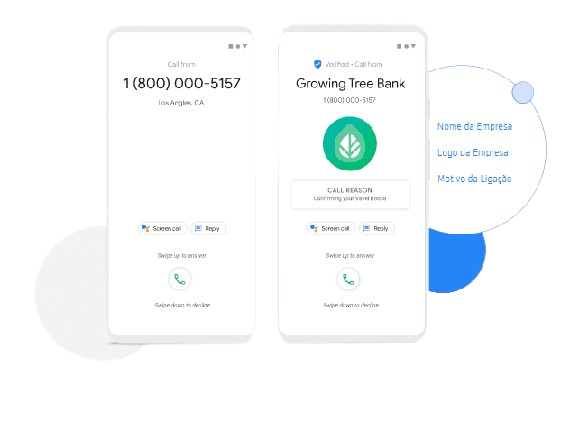 Call from
1 (800) 000-5157
Los Angles, CA
Screen call
Reply
Swipe up to answer
Swipe down to decline
Verified • Call from
Growing Tree Bank
1(800) 000-5157
CALL REASON
Confirming your travel
Screen call
Reply
Swipe up to answer
Swipe down to decline
Nome da Empresa
Logo da Empresa
Motivo da Ligação